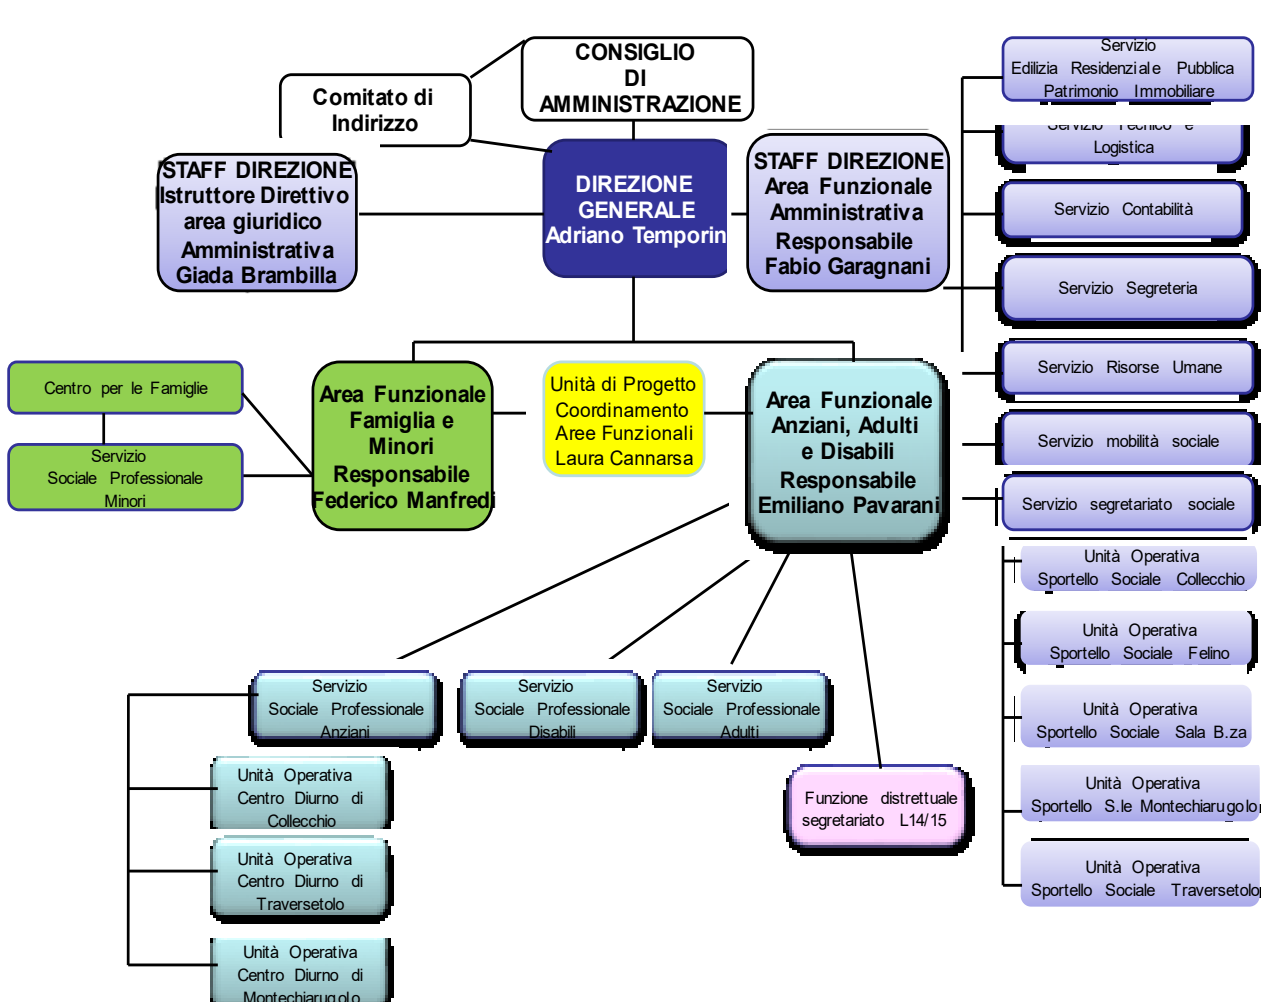 CONSIGLIO
DI
AMMINISTRAZIONE
Comitato di
Indirizzo
STAFF DIREZIONE
Istruttore Direttivo
area giuridico
Amministrativa
Giada Brambilla
DIREZIONE
GENERALE
Adriano Temporin
STAFF DIREZIONE
Area Funzionale
Amministrativa
Responsabile
Fabio Garagnani
Servizio
Edilizia Residenziale Pubblica
Patrimonio Immobiliare
Servizio Tecnico e
Logistica
Servizio Contabilità
Servizio Segreteria
Servizio Risorse Umane
Servizio mobilità sociale
Servizio segretariato sociale
Unità Operativa
Sportello Sociale Collecchio
Unità Operativa
Sportello Sociale Felino
Unità Operativa
Sportello Sociale Sala B.za
Unità Operativa
Sportello S.le Montechiarugolo
Unità Operativa
Sportello Sociale Traversetolo
Centro per le Famiglie
Servizio
Sociale Professionale
Minori
Area Funzionale
Famiglia e
Minori
Responsabile
Federico Manfredi
Unità di Progetto
Coordinamento
Aree Funzionali
Laura Cannarsa
Area Funzionale
Anziani, Adulti
e Disabili
Responsabile
Emiliano Pavarani
Servizio
Sociale Professionale
Anziani
Servizio
Sociale Professionale
Disabili
Servizio
Sociale Professionale
Adulti
Funzione distrettuale
segretariato L14/15
Unità Operativa
Centro Diurno di
Collecchio
Unità Operativa
Centro Diurno di
Traversetolo
Unità Operativa
Centro Diurno di
Montechiarugolo